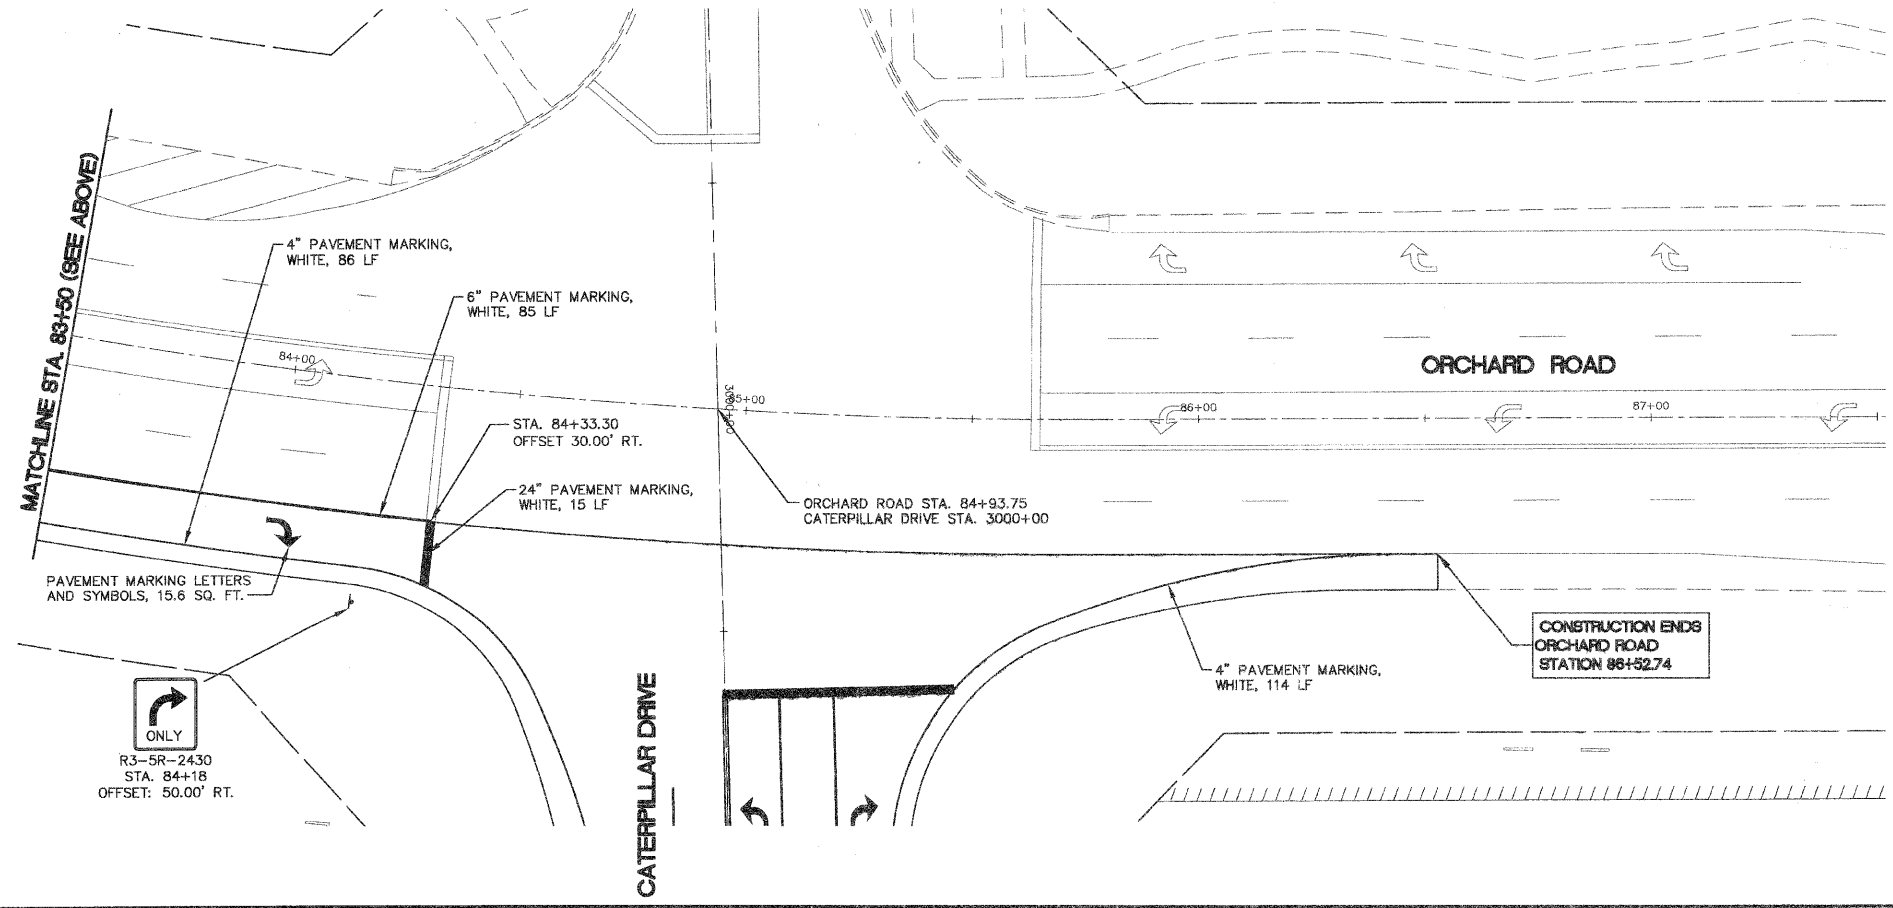 MATCHLINE STA. 83+50 (SEE ABOVE)
4" PAVEMENT MARKING,
WHITE, 86 LF
6" PAVEMENT MARKING,
WHITE, 85 LF
84+00
STA. 84+33.30
OFFSET 30.00' RT.
24" PAVEMENT MARKING,
WHITE, 15 LF
3000+00
85+00
ORCHARD ROAD STA. 84+93.75
CATERPILLAR DRIVE STA. 3000+00
ORCHARD ROAD
86+00
87+00
PAVEMENT MARKING LETTERS
AND SYMBOLS, 15.6 SQ. FT.
ONLY
R3-5R-2430
STA. 84+18
OFFSET: 50.00' RT.
CATERPILLAR DRIVE
4" PAVEMENT MARKING,
WHITE, 114 LF
CONSTRUCTION ENDS
ORCHARD ROAD
STATION 86+52.74